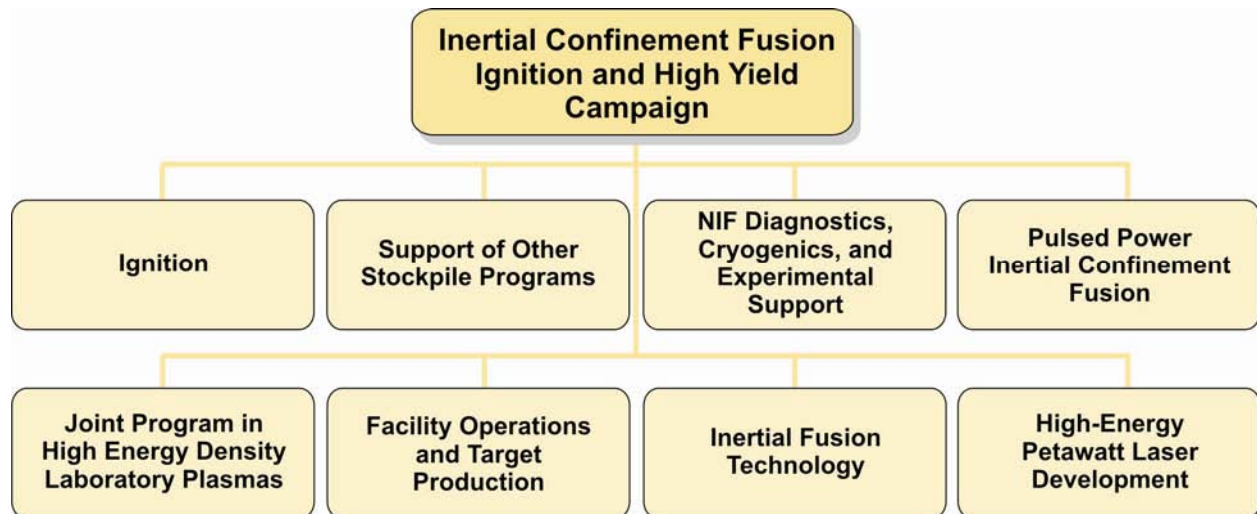 Inertial Confinement Fusion
Ignition and High Yield
Campaign
Ignition
Support of Other
Stockpile Programs
NIF Diagnostics,
Cryogenics, and
Experimental
Support
Pulsed Power
Inertial Confinement
Fusion
Joint Program in
High Energy Density
Laboratory Plasmas
Facility Operations
and Target
Production
Inertial Fusion
Technology
High-Energy
Petawatt Laser
Development